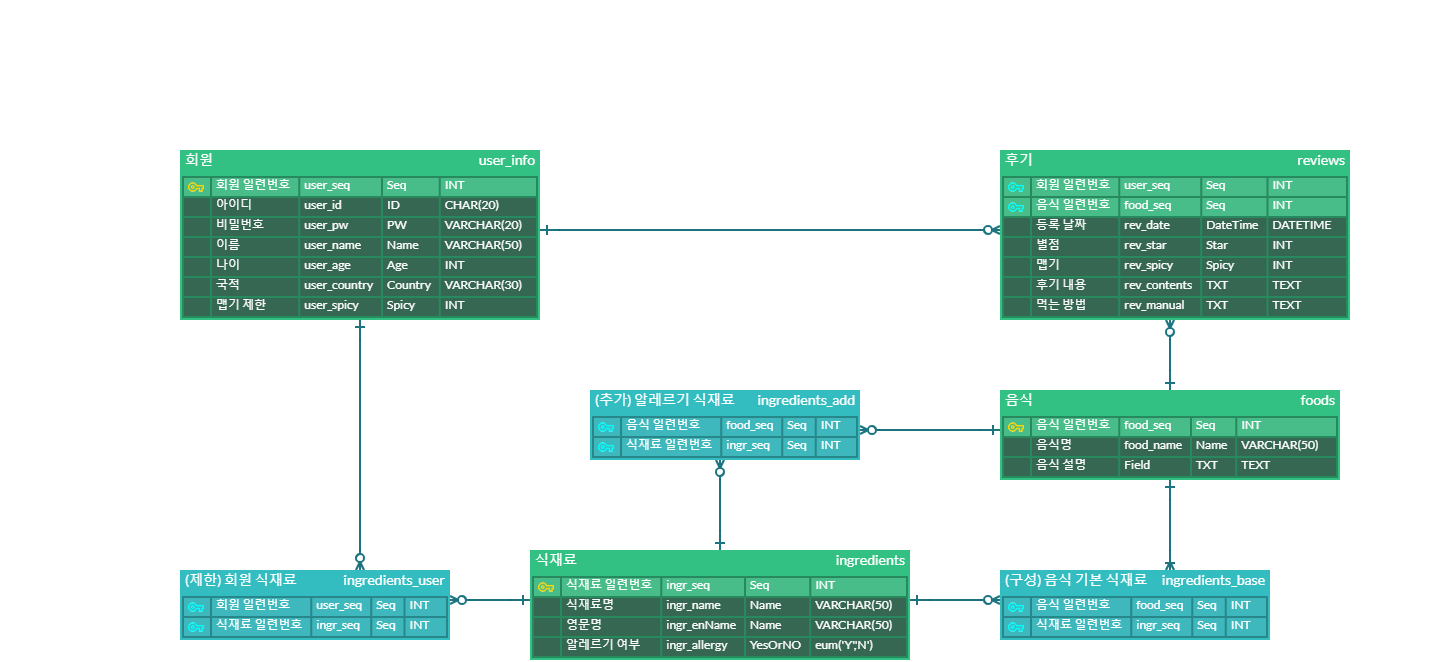 회원 user_info
회원 일련번호 user_seq Seq INT
아이디 user_id ID CHAR(20)
비밀번호 user_pw PW VARCHAR(20)
이름 user_name Name VARCHAR(50)
나이 user_age Age INT
국적 user_country Country VARCHAR(30)
맵기 제한 user_spicy Spicy INT
후기 reviews
회원 일련번호 user_seq Seq INT
음식 일련번호 food_seq Seq INT
등록 날짜 rev_date DateTime DATETIME
별점 rev_star Star INT
맵기 rev_spicy Spicy INT
후기 내용 rev_contents TXT TEXT
먹는 방법 rev_manual TXT TEXT
(추가) 알레르기 식재료 ingredients_add
음식 일련번호 food_seq Seq INT
식재료 일련번호 ingr_seq Seq INT
음식 foods
음식 일련번호 food_seq Seq INT
음식명 food_name Name VARCHAR(50)
음식 설명 Field TXT TEXT
(제한) 회원 식재료 ingredients_user
회원 일련번호 user_seq Seq INT
식재료 일련번호 ingr_seq Seq INT
식재료 ingredients
식재료 일련번호 ingr_seq Seq INT
식재료명 ingr_name Name VARCHAR(50)
영문명 ingr_enName Name VARCHAR(50)
알레르기 여부 ingr_allergy YesOrNO eum('Y','N')
(구성) 음식 기본 식재료 ingredients_base
음식 일련번호 food_seq Seq INT
식재료 일련번호 ingr_seq Seq INT